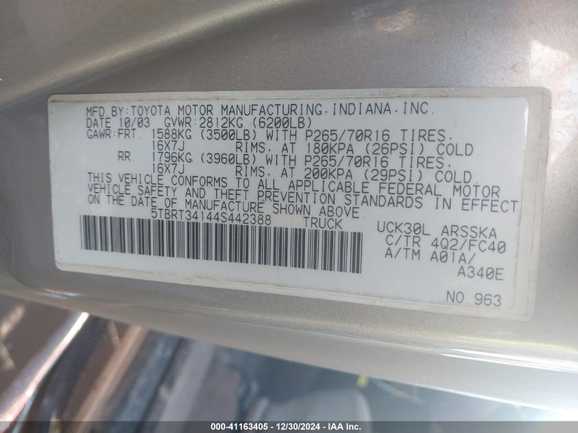 MFD.BY:TOYOTA MOTOR MANUFACTURING.INDIANA.INC.
DATE 10/03 GVWR 2812KG (6200LB)
GAWR:FRT 1588KG (3500LB) WITH P265/70R16 TIRES.
16X7J RIMS. AT 180KPA (26PSI) COLD
RR 1796KG (3960LB) WITH P265/70R16 TIRES.
16X7J RIMS. AT 200KPA (29PSI) COLD
THIS VEHICLE CONFORMS TO ALL APPLICABLE FEDERAL MOTOR
VEHICLE SAFETY AND THEFT PREVENTION STANDARDS IN EFFECT
ON THE DATE OF MANUFACTURE SHOWN ABOVE
5TBRT34144S442388 TRUCK
UCK30L ARSSKA
C/TR 4Q2/FC40
A/TM A01A/
A340E
NO 963
000-41163405 - 12/30/2024 - IAA Inc.